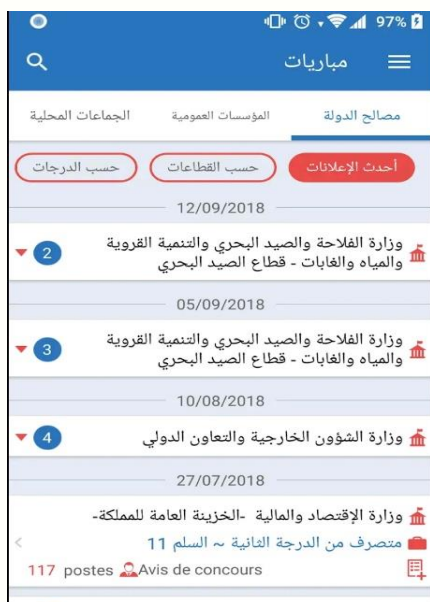 97%
مباريات
مصالح الدولة
المؤسسات العمومية
الجماعات المحلية
أحدث الإعلانات
حسب القطاعات
حسب الدرجات
12/09/2018
وزارة الفلاحة والصيد البحري والتنمية القروية
والمياه والغابات - قطاع الصيد البحري
2
05/09/2018
وزارة الفلاحة والصيد البحري والتنمية القروية
والمياه والغابات - قطاع الصيد البحري
3
10/08/2018
وزارة الشؤون الخارجية والتعاون الدولي
4
27/07/2018
وزارة الإقتصاد والمالية -الخزينة العامة للمملكة-
متصرف من الدرجة الثانية ~ السلم 11
117 postes
Avis de concours